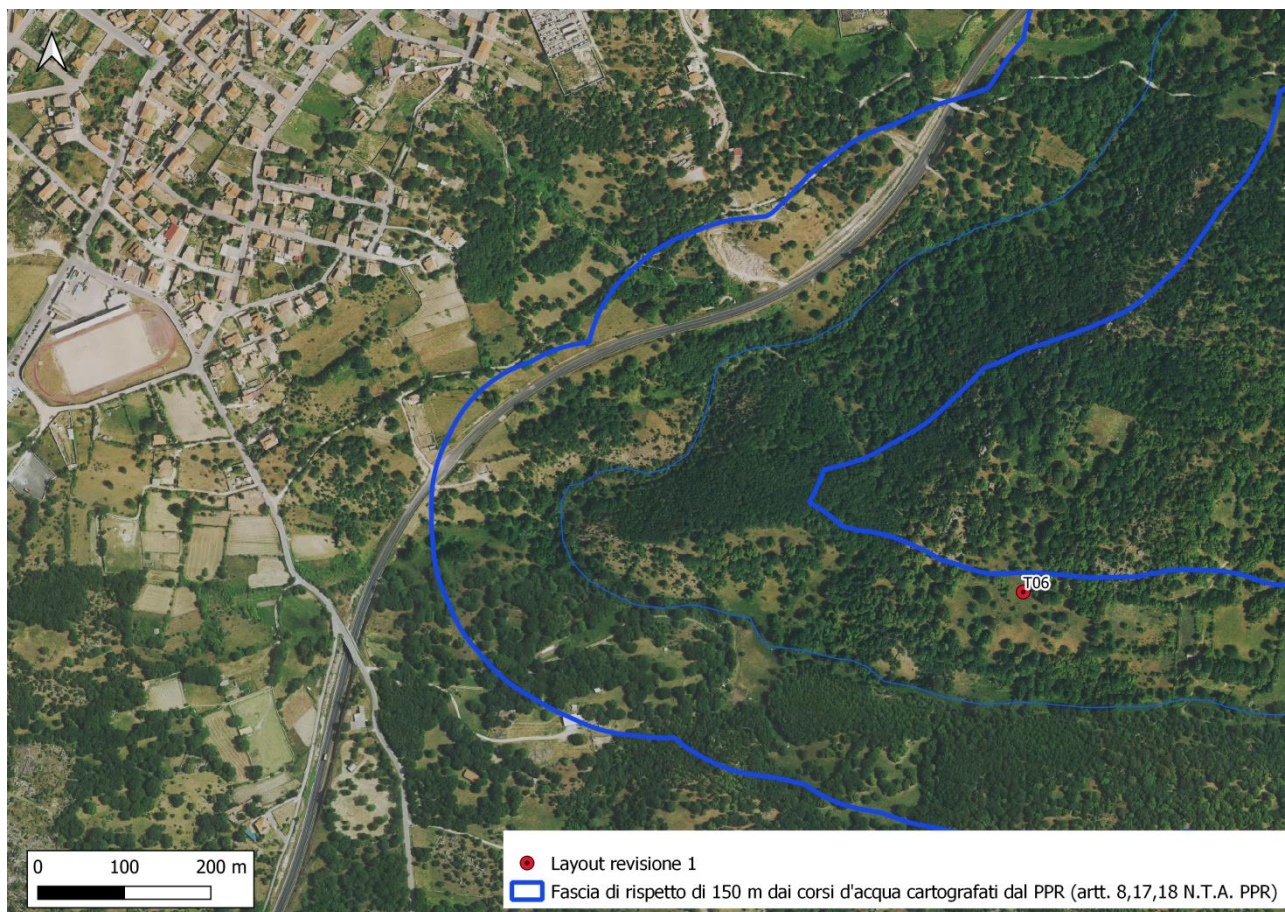 T06
0 100 200 m
Layout revisione 1
Fascia di rispetto di 150 m dai corsi d'acqua cartografati dal PPR (artt. 8,17,18 N.T.A. PPR)